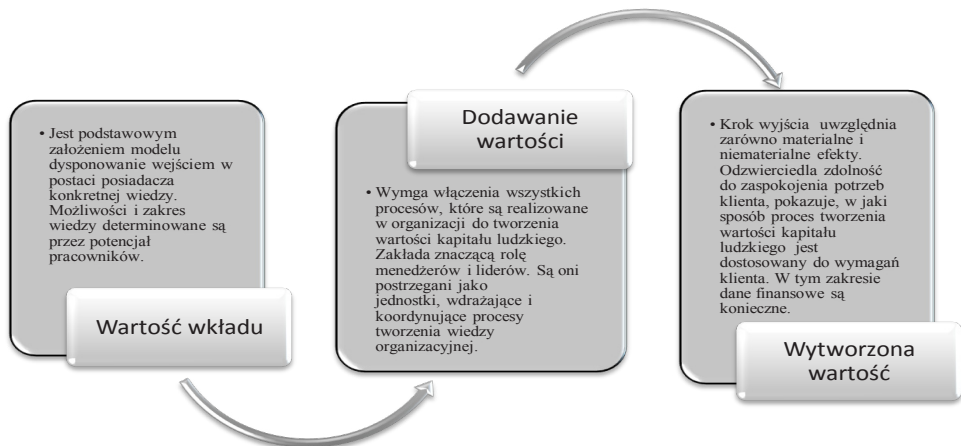 • Jest podstawowym
założeniem modelu
dysponowanie wejściem w
postaci posiadacza
konkretnej wiedzy.
Możliwości i zakres
wiedzy determinowane są
przez potencjał
pracowników.
Wartość wkładu
Dodawanie
wartości
• Wymga włączenia wszystkich
procesów, które są realizowane
w organizacji do tworzenia
wartości kapitału ludzkiego.
Zakłada znaczącą rolę
menedżerów i liderów. Są oni
postrzegani jako
jednostki, wdrażające i
koordynujące procesy
tworzenia wiedzy
organizacyjnej.
• Krok wyjścia uwzględnia
zarówno materialne i
niematerialne efekty.
Odzwierciedla zdolność
do zaspokojenia potrzeb
klienta, pokazuje, w jaki
sposób proces tworzenia
wartości kapitału
ludzkiego jest
dostosowany do wymagań
klienta. W tym zakresie
dane finansowe są
konieczne.
Wytworzona
wartość